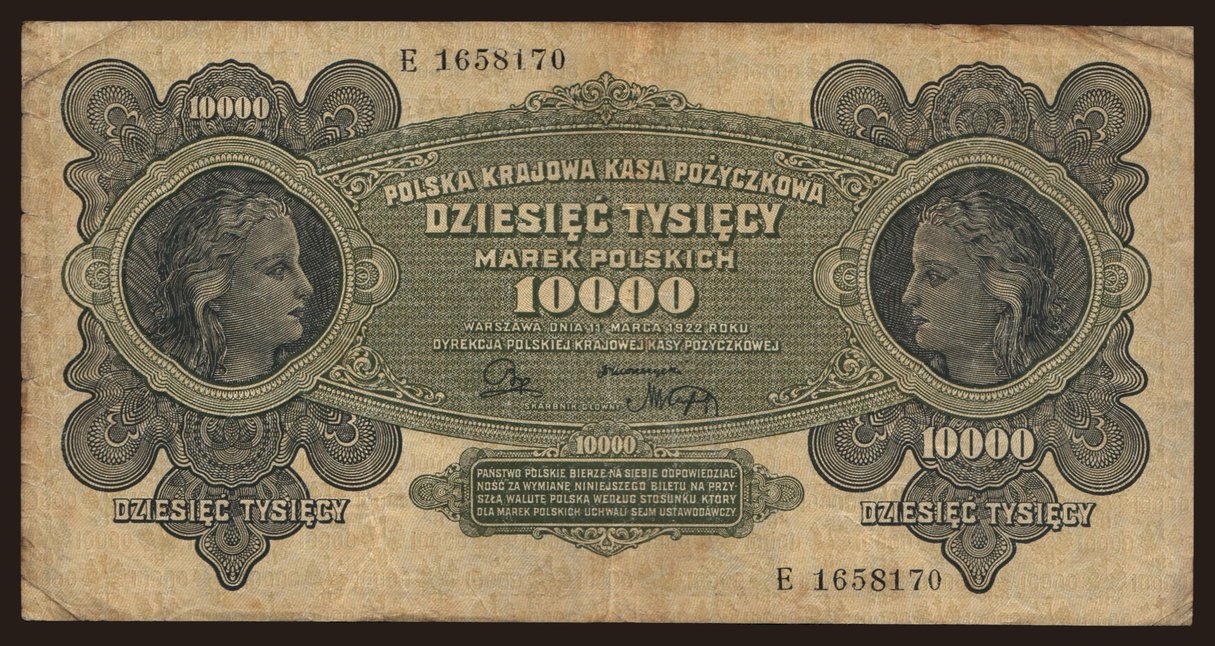 E 1658170
10000
POLSKA KRAJOWA KASA POŻYCZKOWA
DZIESIĘĆ TYSIĘCY
MAREK POLSKICH
10000
WARSZAWA DNIA 11 MARCA 1922 ROKU
DYREKCJA POLSKIEJ KRAJOWEJ KASY POŻYCZKOWEJ
SKARBNIK GŁÓWNY
10000
10000
PAŃSTWO POLSKIE BIERZE NA SIEBIE ODPOWIEDZIAL-
NOŚĆ ZA WYMIANĘ NINIEJSZEGO BILETU NA PRZY-
SZŁĄ WALUTĘ POLSKĄ WEDŁUG STOSUNKU, KTÓRY
DLA MAREK POLSKICH UCHWALI SEJM USTAWODAWCZY
DZIESIĘĆ TYSIĘCY
DZIESIĘĆ TYSIĘCY
E 1658170